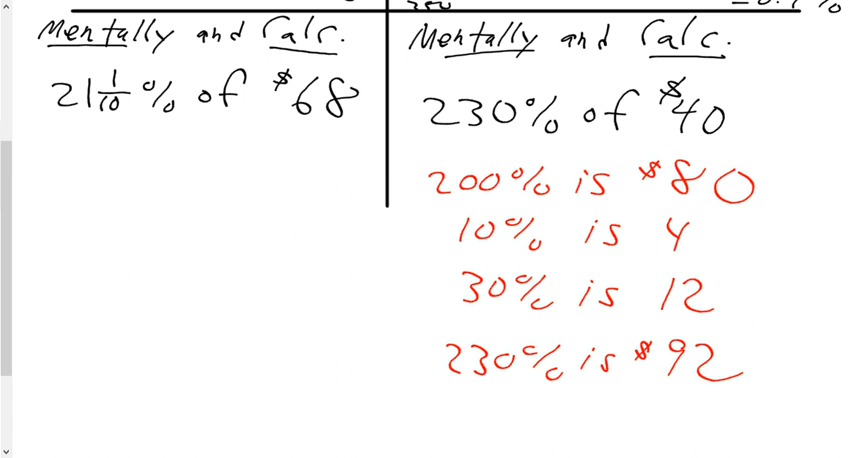 Mentally and Calc.
21 1/10 % of $68
Mentally and Calc.
230% of $40
200% is $80
10% is 4
30% is 12
230% is $92